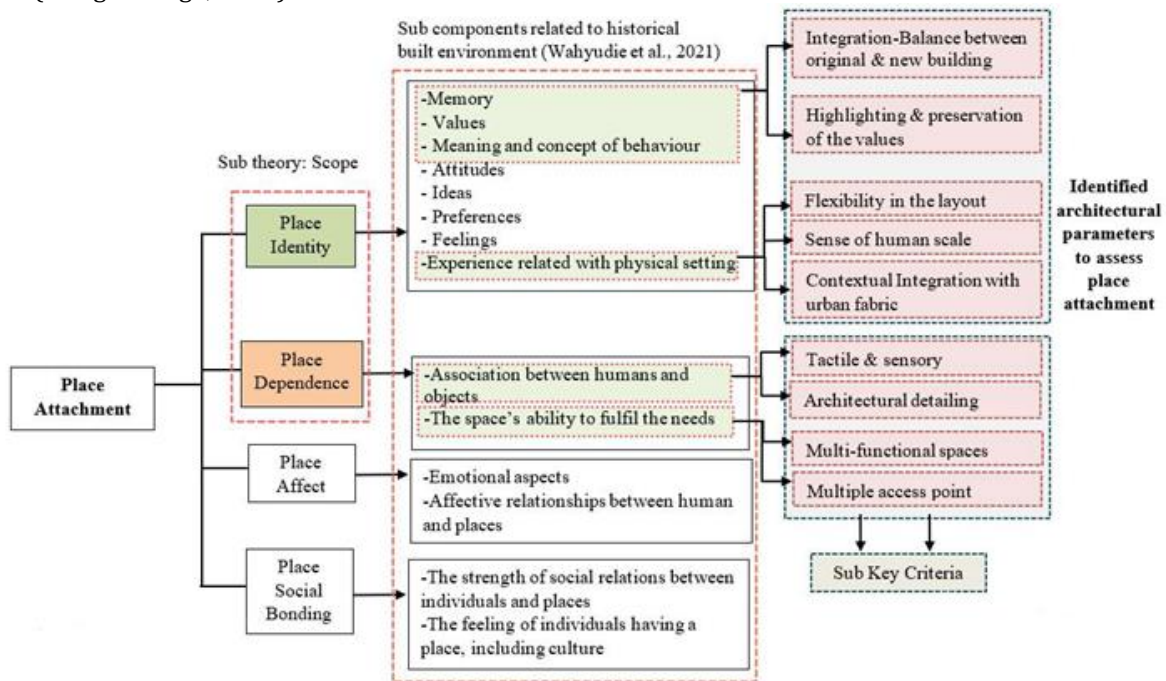 Sub components related to historical
built environment (Wahyudie et al., 2021)
Sub theory: Scope
Place
Attachment
Place
Identity
Place
Dependence
Place
Affect
Place
Social
Bonding
-Memory
- Values
- Meaning and concept of behaviour
- Attitudes
- Ideas
- Preferences
- Feelings
-Experience related with physical setting
-Association between humans and
objects
-The space's ability to fulfil the needs
-Emotional aspects
-Affective relationships between human
and places
-The strength of social relations between
individuals and places
-The feeling of individuals having a
place, including culture
Integration-Balance between
original & new building
Highlighting & preservation
of the values
Flexibility in the layout
Sense of human scale
Contextual Integration with
urban fabric
Tactile & sensory
Architectural detailing
Multi-functional spaces
Multiple access point
Sub Key Criteria
Identified
architectural
parameters
to assess
place
attachment